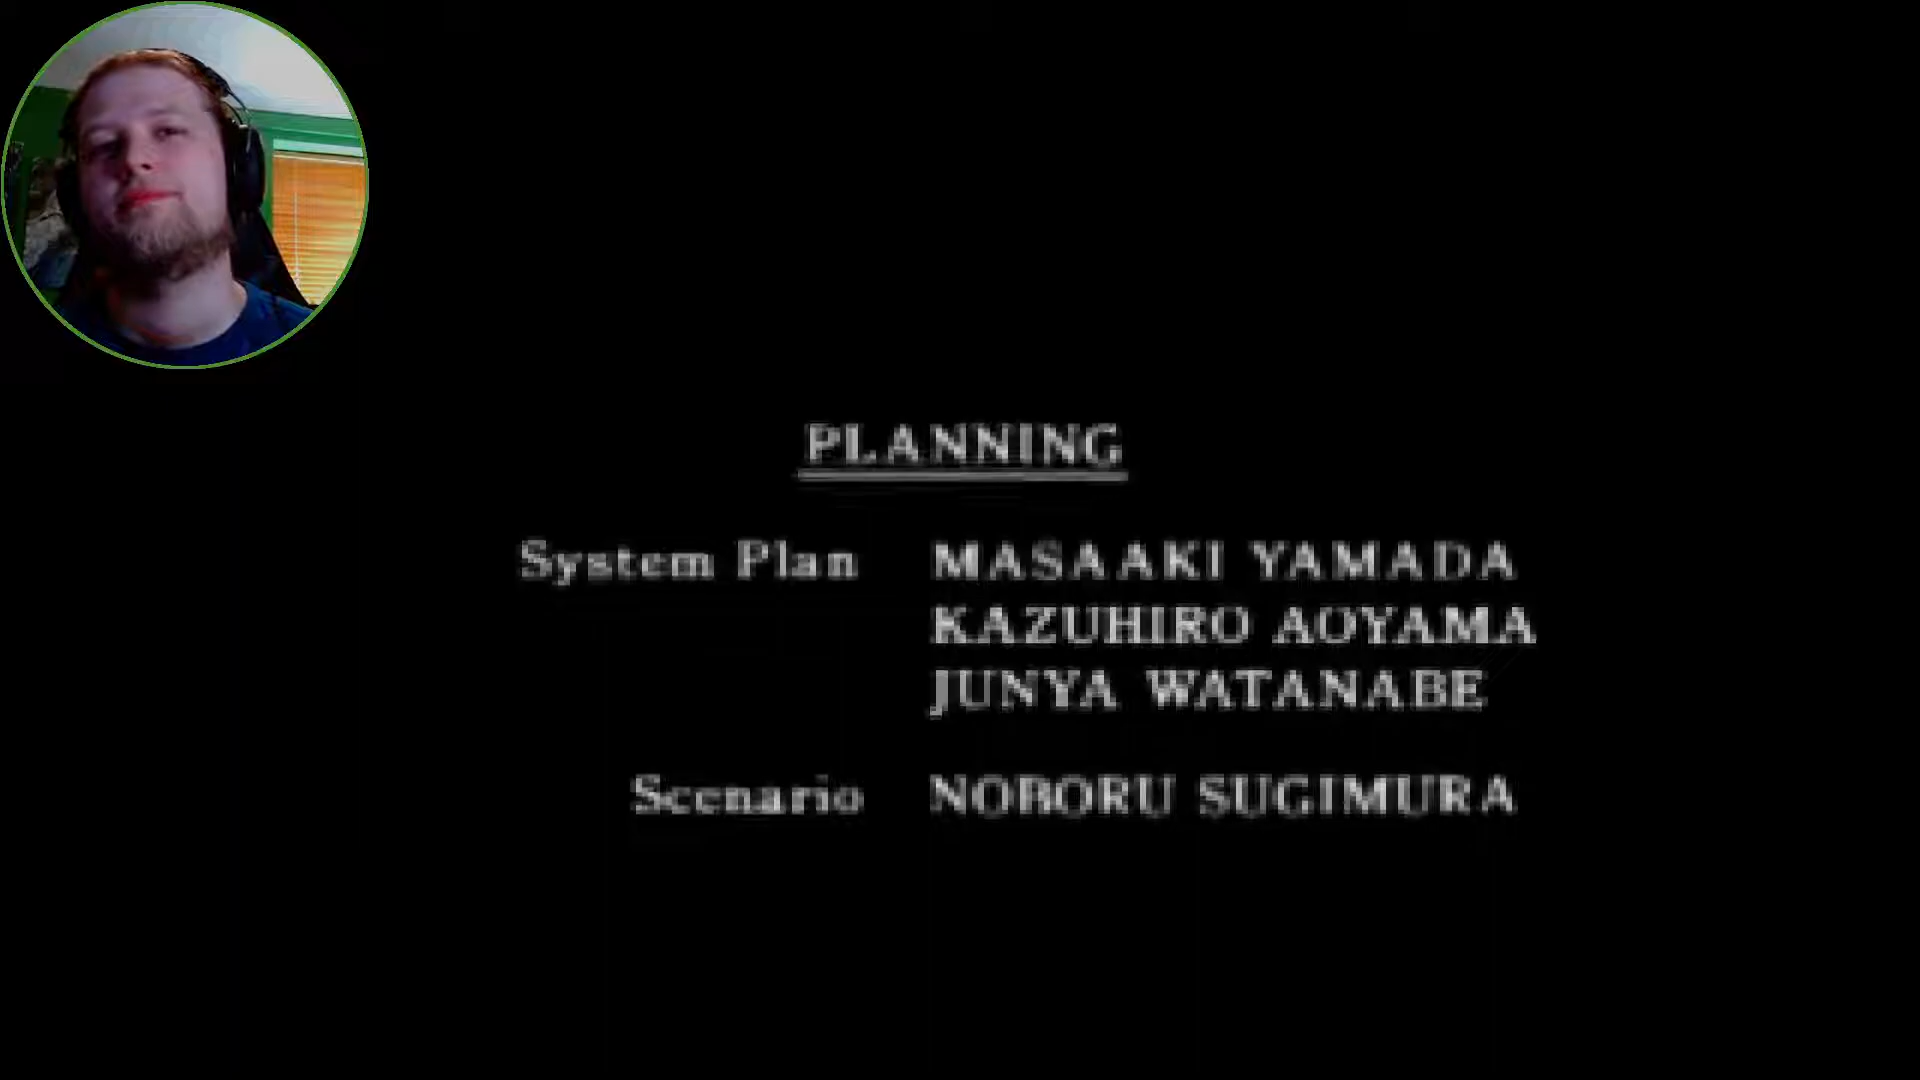 PLANNING
System Plan MASAAKI YAMADA
KAZUHIRO AOYAMA
JUNYA WATANABE
Scenario NOBORU SUGIMURA